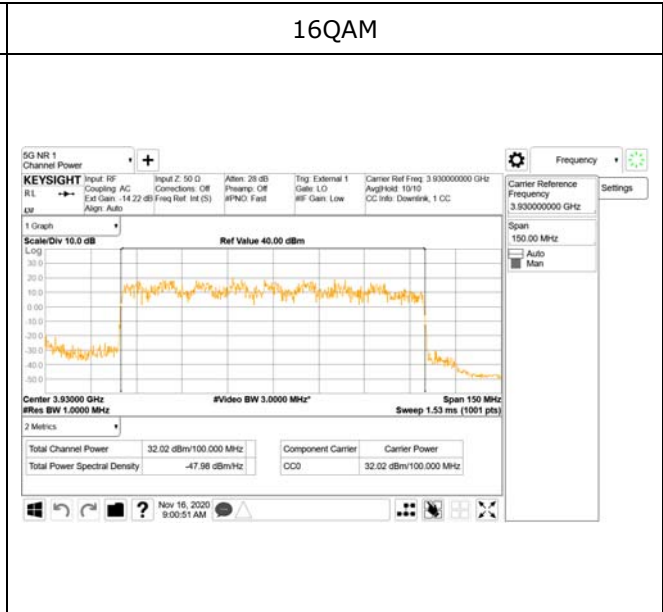 16QAM
5G NR 1
Channel Power
Frequency
KEYSIGHT
RL
Input: RF
Coupling: AC
Ext Gain: -14.22 dB
Align: Auto
Input Z: 50 Ω
Corrections: Off
Freq Ref: Int (S)
Atten: 28 dB
Preamp: Off
#PNO: Fast
Trig: External 1
Gate: LO
#IF Gain: Low
Carrier Ref Freq: 3.930000000 GHz
Avg|Hold: 10/10
CC Info: Downlink, 1 CC
Carrier Reference
Frequency
3.930000000 GHz
Settings
Span
150.00 MHz
Auto
Man
1 Graph
Scale/Div 10.0 dB
Ref Value 40.00 dBm
Log
30.0
20.0
10.0
0.00
-10.0
-20.0
-30.0
-40.0
-50.0
Center 3.93000 GHz
#Video BW 3.0000 MHz*
Span 150 MHz
#Res BW 1.0000 MHz
Sweep 1.53 ms (1001 pts)
2 Metrics
Total Channel Power
32.02 dBm/100.000 MHz
Total Power Spectral Density
-47.98 dBm/Hz
Component Carrier
Carrier Power
CC0
32.02 dBm/100.000 MHz
?
Nov 16, 2020
9:00:51 AM